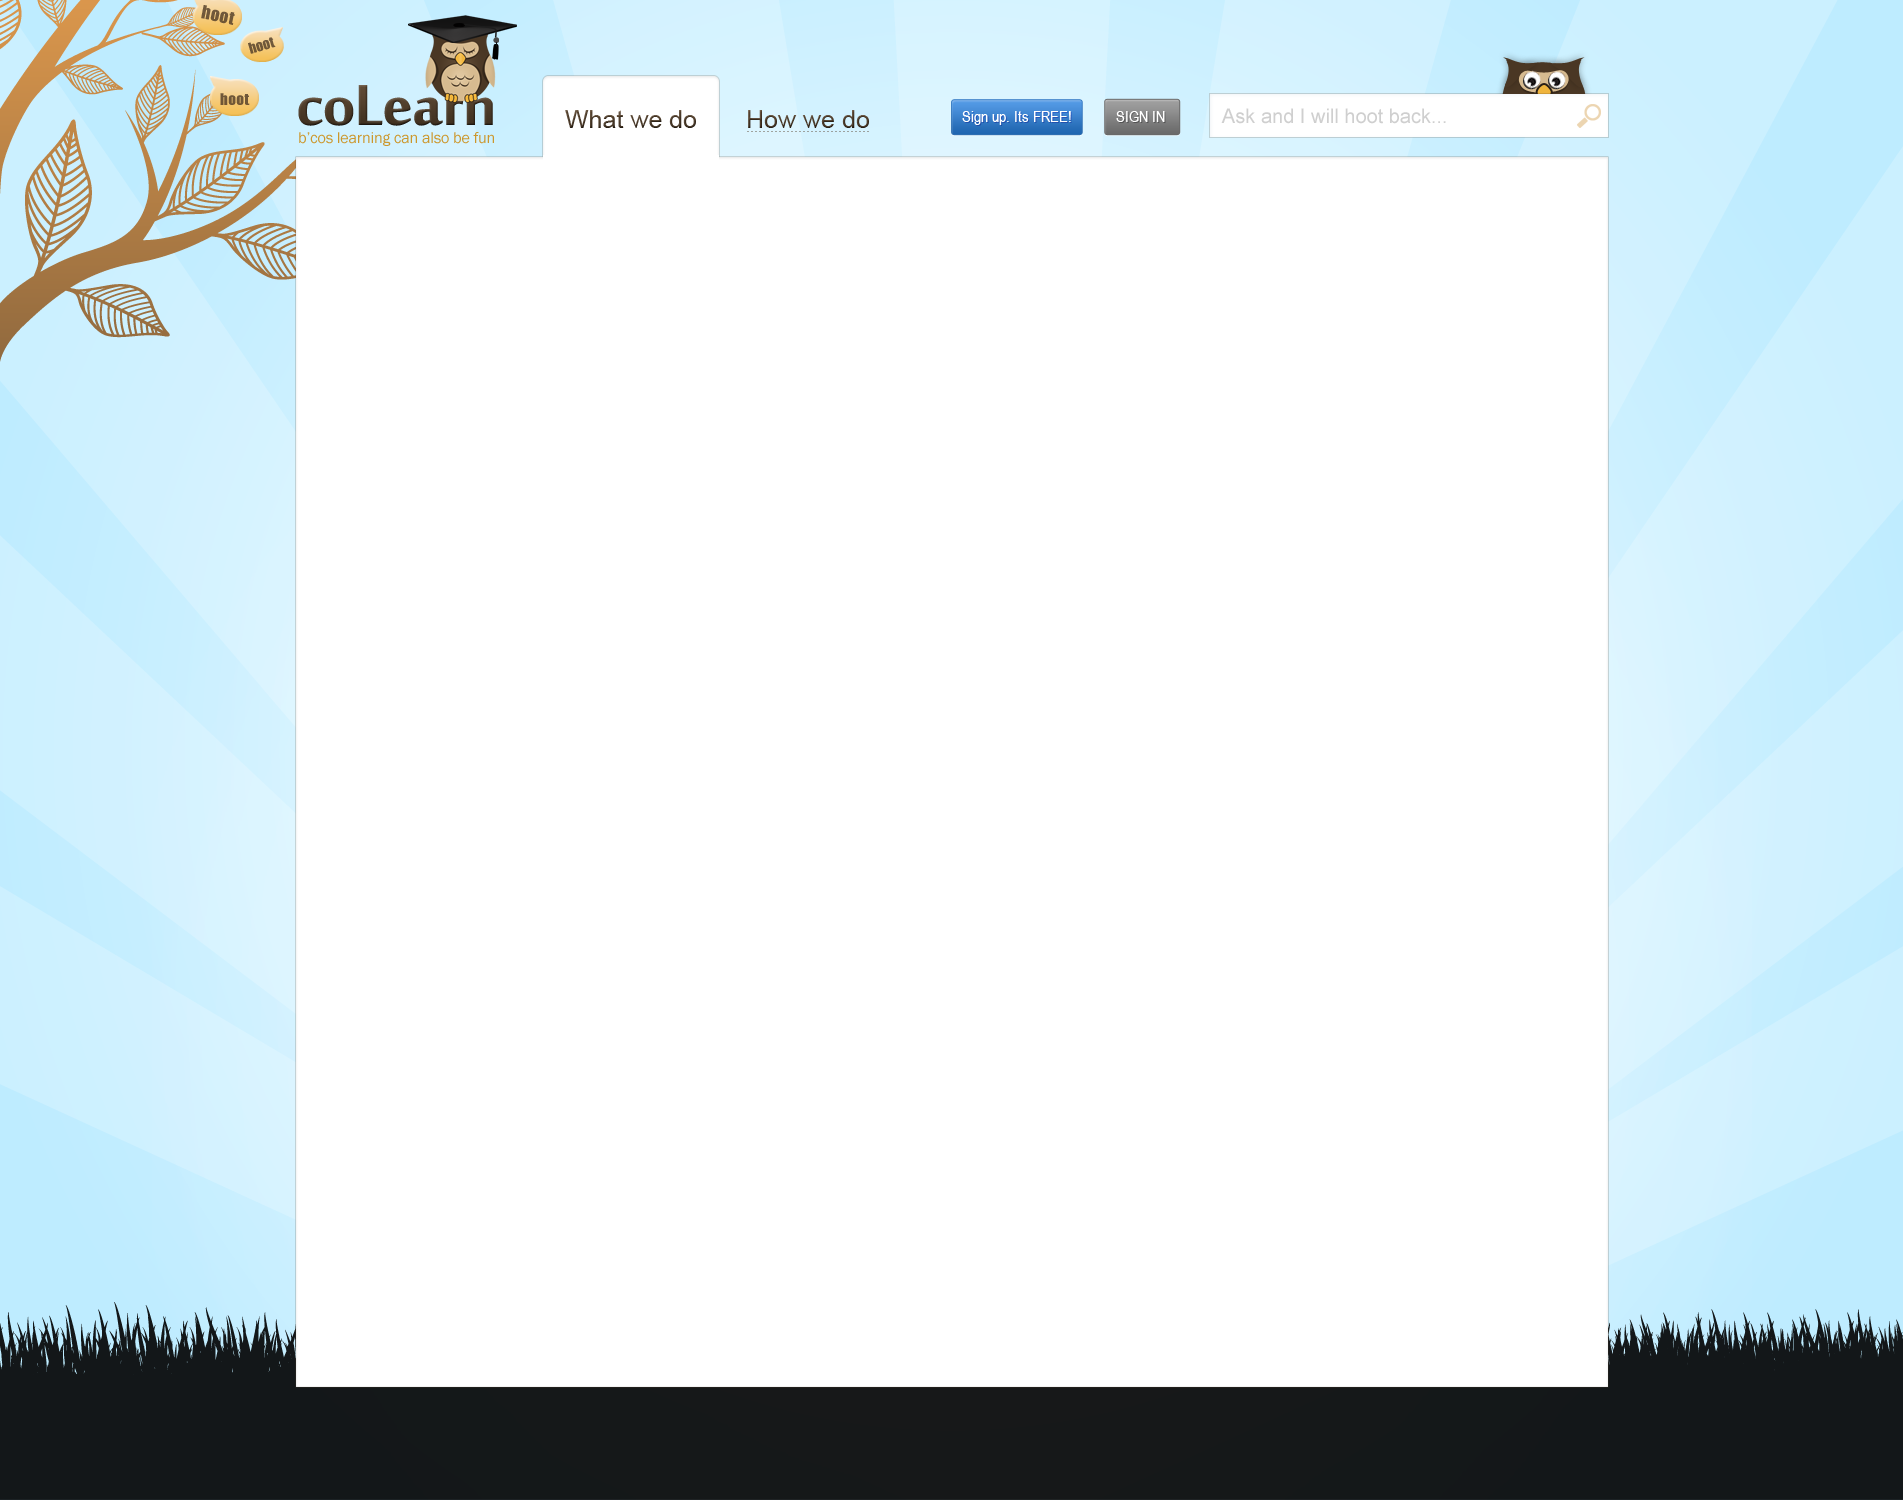 hoot
hoot
hoot
coLearn
b'cos learning can also be fun
What we do
How we do
Sign up. Its FREE!
SIGN IN
Ask and I will hoot back...